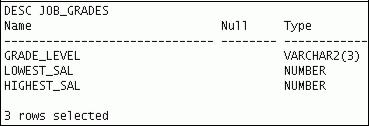 DESC JOB_GRADES
Name Null Type
------------------------------ -------- ------------
GRADE_LEVEL VARCHAR2(3)
LOWEST_SAL NUMBER
HIGHEST_SAL NUMBER
3 rows selected